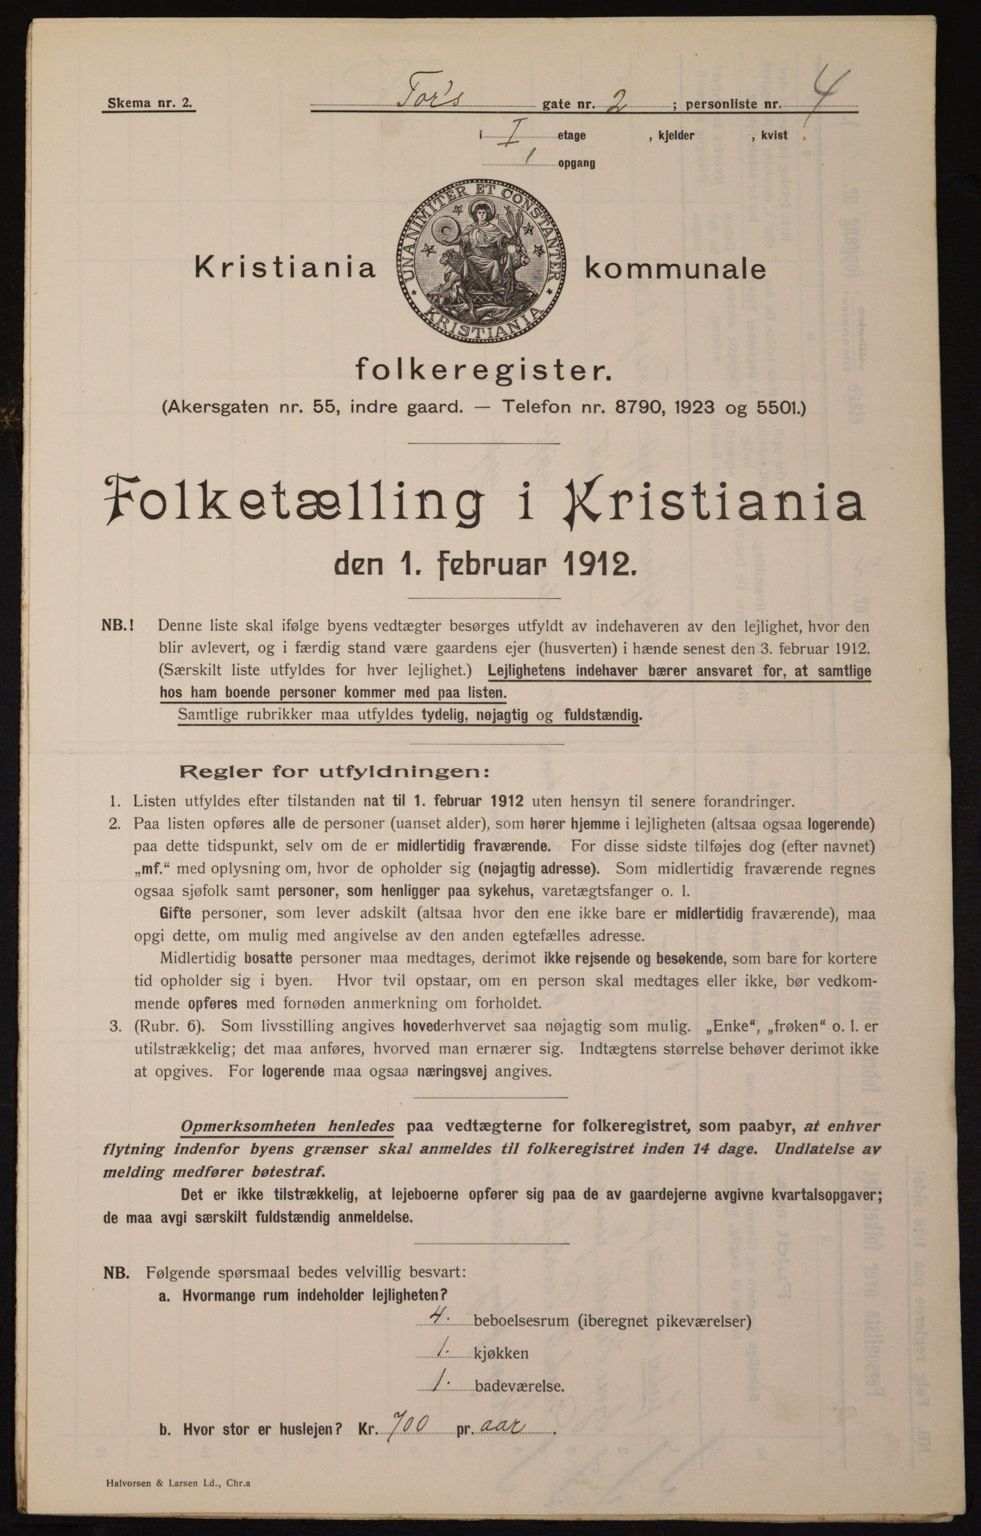 Skema nr. 2.
Tor's gate nr. 2 ; personliste nr. 4
i I etage , kjelder , kvist
1 opgang
UNANIMITER ET CONSTANTER
KRISTIANIA
Kristiania kommunale
folkeregister.
(Akersgaten nr. 55, indre gaard. — Telefon nr. 8790, 1923 og 5501.)
Folketælling i Kristiania
den 1. februar 1912.
NB.! Denne liste skal ifølge byens vedtægter besørges utfyldt av indehaveren av den lejlighet, hvor den
blir avlevert, og i færdig stand være gaardens ejer (husverten) i hænde senest den 3. februar 1912.
(Særskilt liste utfyldes for hver lejlighet.) Lejlighetens indehaver bærer ansvaret for, at samtlige
hos ham boende personer kommer med paa listen.
Samtlige rubrikker maa utfyldes tydelig, nøjagtig og fuldstændig.
Regler for utfyldningen:
1. Listen utfyldes efter tilstanden nat til 1. februar 1912 uten hensyn til senere forandringer.
2. Paa listen opføres alle de personer (uanset alder), som hører hjemme i lejligheten (altsaa ogsaa logerende)
paa dette tidspunkt, selv om de er midlertidig fraværende. For disse sidste tilføjes dog (efter navnet)
„mf.“ med oplysning om, hvor de opholder sig (nøjagtig adresse). Som midlertidig fraværende regnes
ogsaa sjøfolk samt personer, som henligger paa sykehus, varetægtsfanger o. l.
Gifte personer, som lever adskilt (altsaa hvor den ene ikke bare er midlertidig fraværende), maa
opgi dette, om mulig med angivelse av den anden egtefælles adresse.
Midlertidig bosatte personer maa medtages, derimot ikke rejsende og besøkende, som bare for kortere
tid opholder sig i byen. Hvor tvil opstaar, om en person skal medtages eller ikke, bør vedkom-
mende opføres med fornøden anmerkning om forholdet.
3. (Rubr. 6). Som livsstilling angives hovederhvervet saa nøjagtig som mulig. „Enke“, „frøken“ o. l. er
utilstrækkelig; det maa anføres, hvorved man ernærer sig. Indtægtens størrelse behøver derimot ikke
at opgives. For logerende maa ogsaa næringsvej angives.
Opmerksomheten henledes paa vedtægterne for folkeregistret, som paabyr, at enhver
flytning indenfor byens grænser skal anmeldes til folkeregistret inden 14 dage. Undlatelse av
melding medfører bøtestraf.
Det er ikke tilstrækkelig, at lejeboerne opfører sig paa de av gaardejerne avgivne kvartalsopgaver;
de maa avgi særskilt fuldstændig anmeldelse.
NB. Følgende spørsmaal bedes velvillig besvart:
a. Hvormange rum indeholder lejligheten?
4. beboelsesrum (iberegnet pikeværelser)
1. kjøkken
1. badeværelse.
b. Hvor stor er huslejen? Kr. 700 pr. aar .
Halvorsen & Larsen Ld., Chr.a